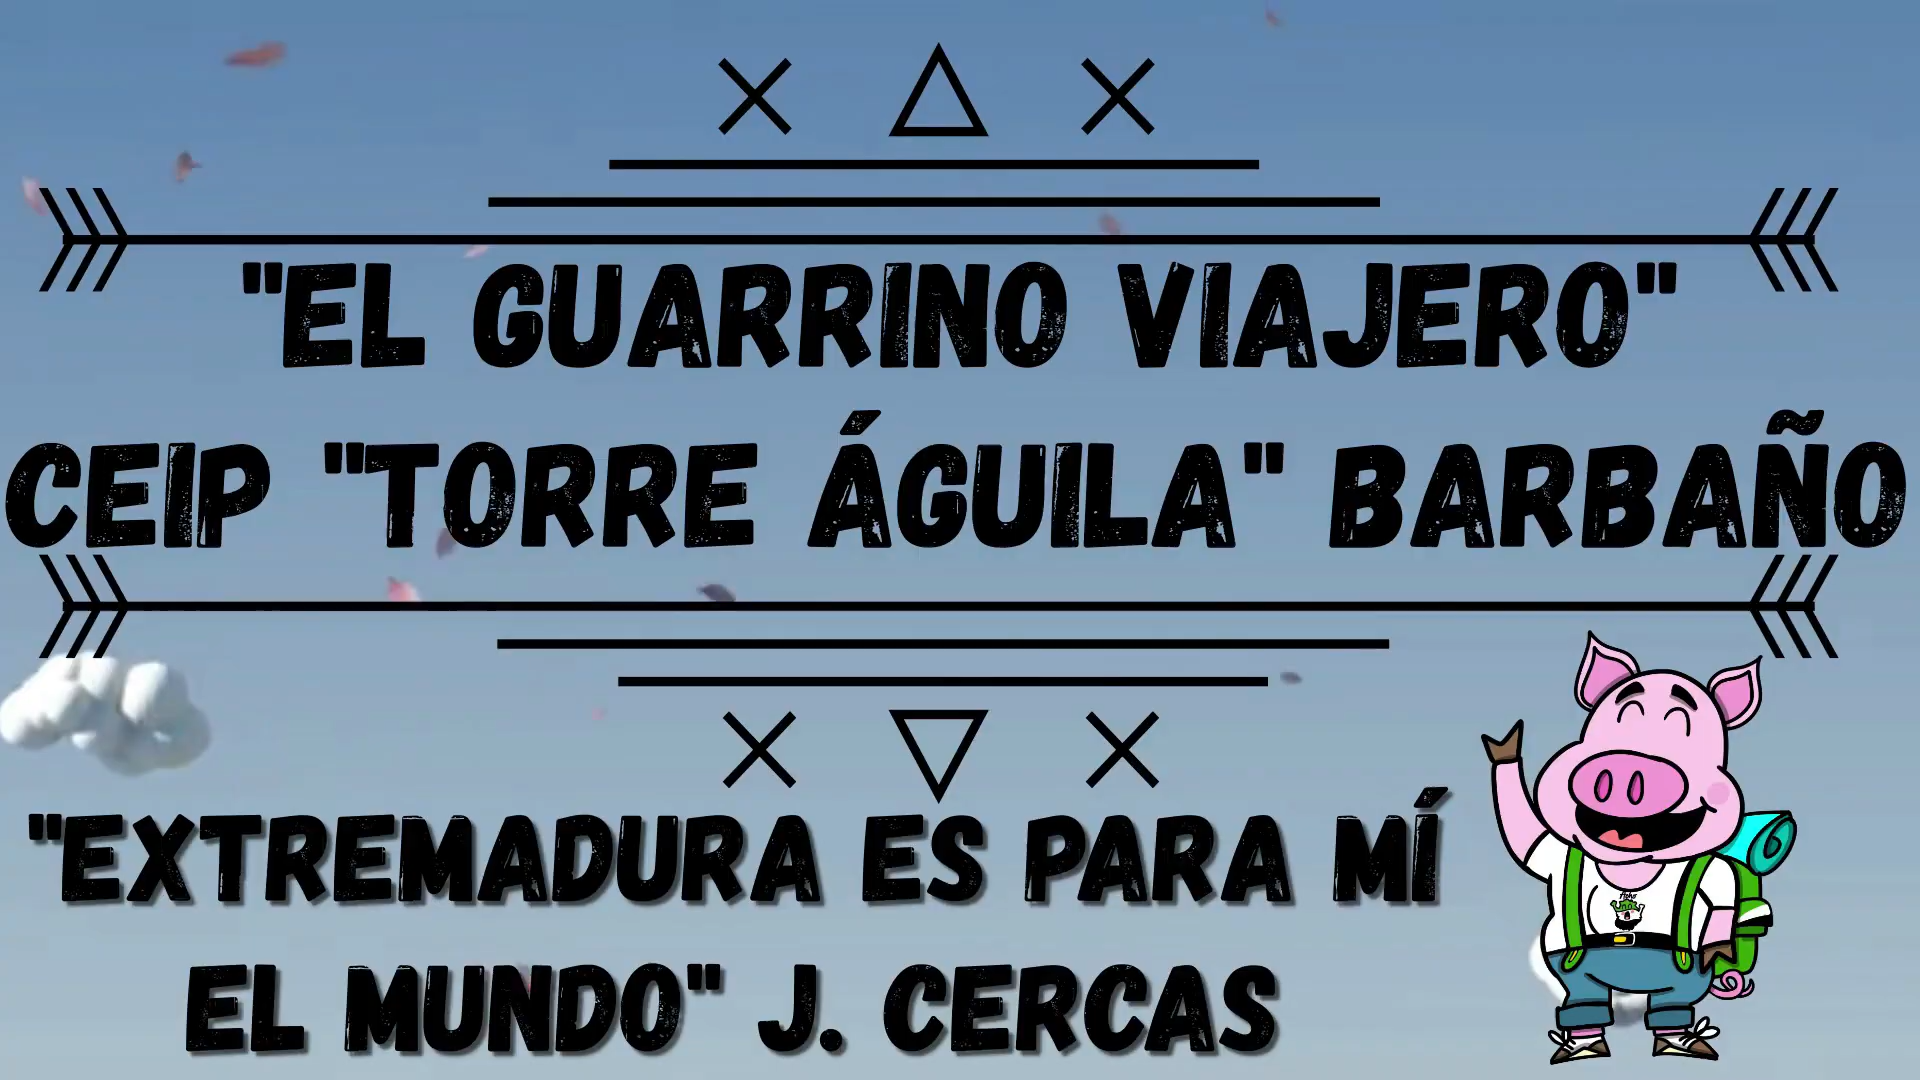 "EL GUARRINO VIAJERO"
CEIP "TORRE ÁGUILA" BARBAÑO
"EXTREMADURA ES PARA MÍ
EL MUNDO" J. CERCAS